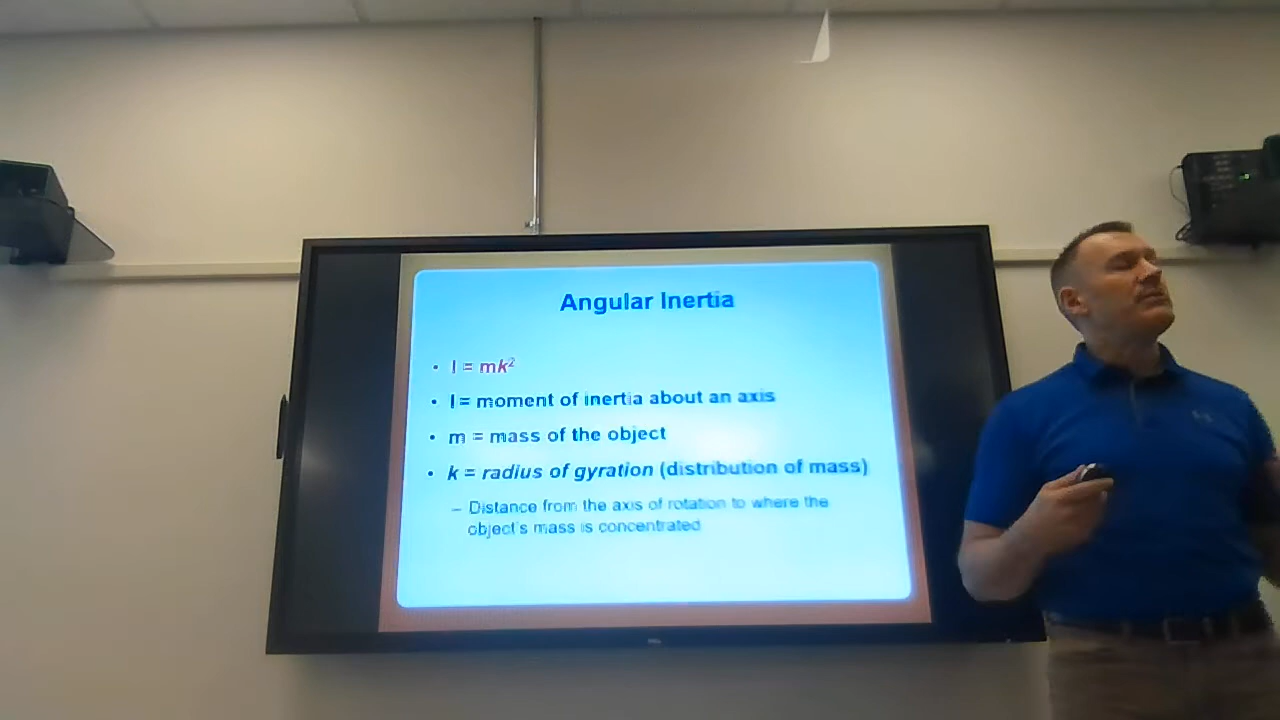 Angular Inertia
• I = mk²
• I = moment of inertia about an axis
• m = mass of the object
• k = radius of gyration (distribution of mass)
– Distance from the axis of rotation to where the
object's mass is concentrated